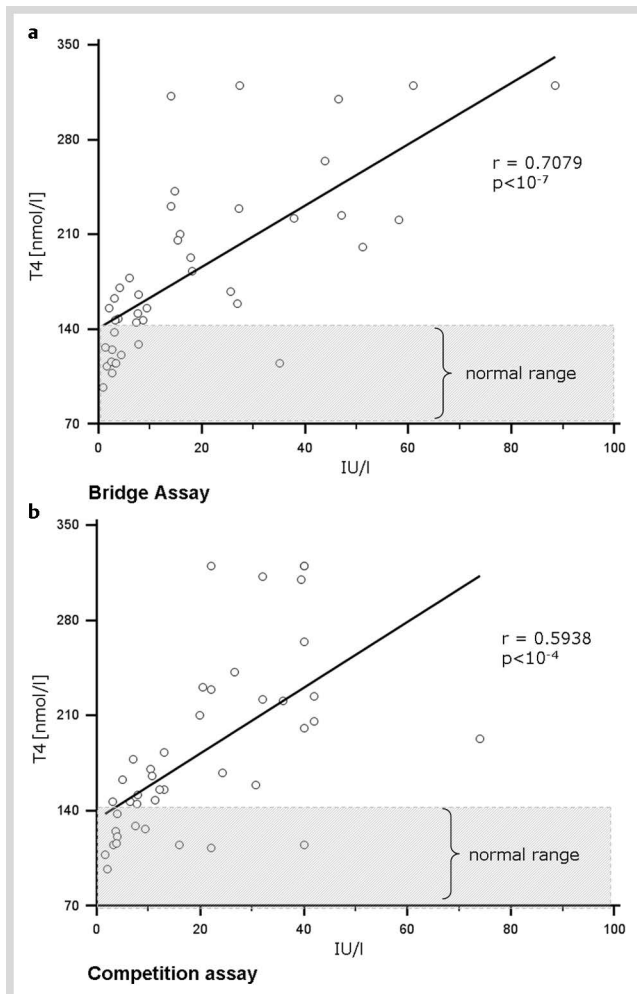 a
350
280
210
140
70
T4 [nmol/l]
r = 0.7079
p<10⁻⁷
normal range
0 20 40 60 80 100
IU/l
Bridge Assay
b
350
280
210
140
70
T4 [nmol/l]
r = 0.5938
p<10⁻⁴
normal range
0 20 40 60 80 100
IU/l
Competition assay